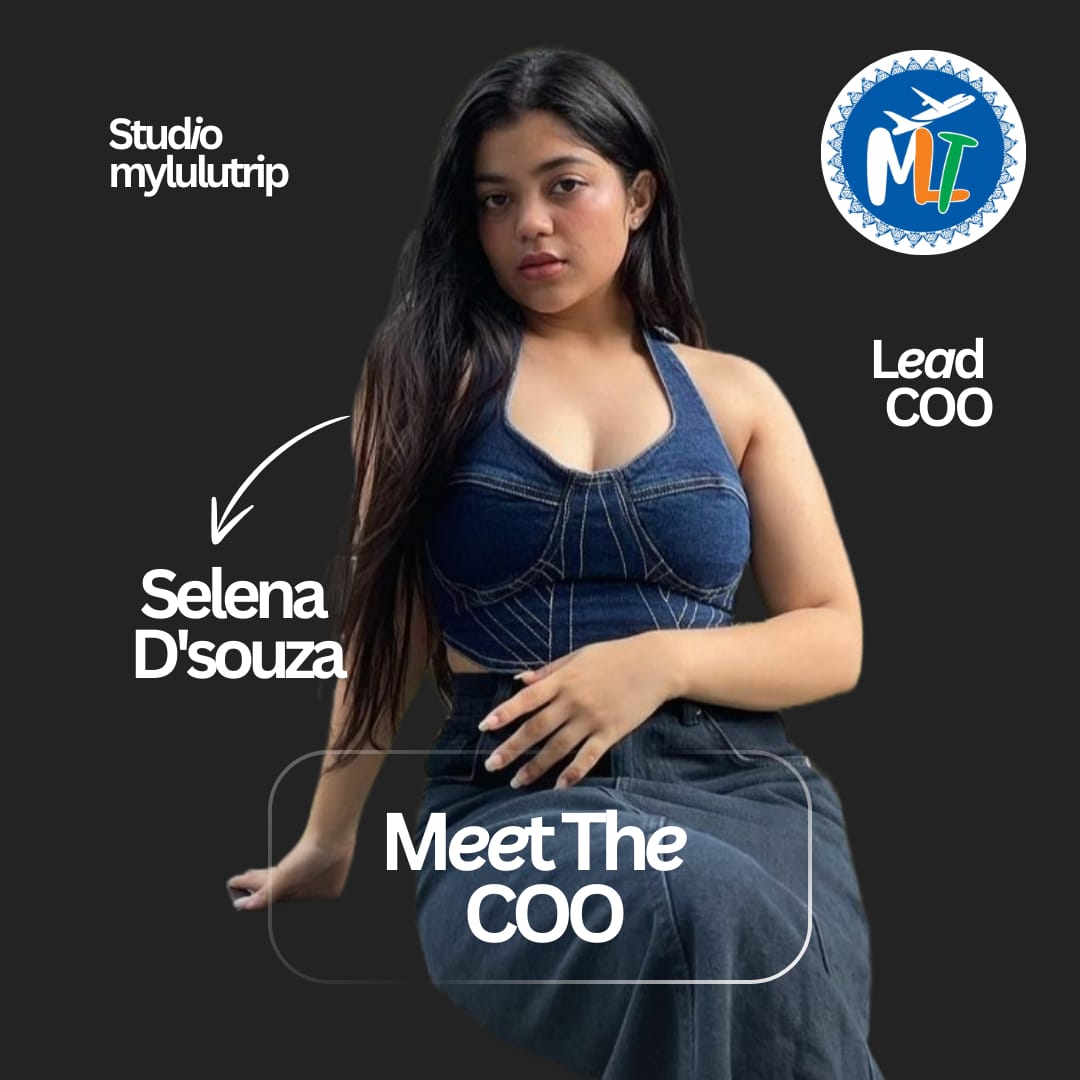 Studio
mylulutrip
MLT
Lead
COO
Selena
D'souza
Meet The
COO